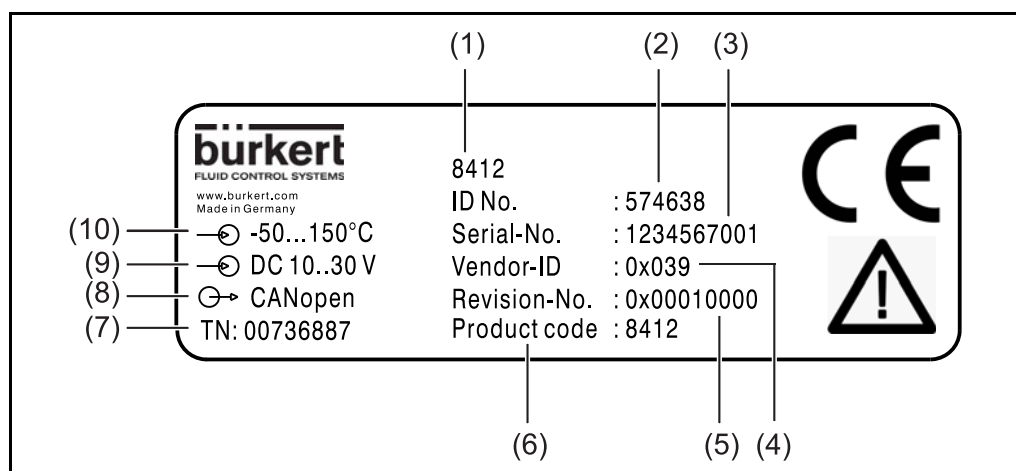 (1) (2) (3)
bürkert
FLUID CONTROL SYSTEMS
www.burkert.com
Made in Germany
8412
ID No. : 574638
(10) -50...150°C Serial-No. : 1234567001
(9) DC 10..30 V Vendor-ID : 0x039
(8) CANopen Revision-No. : 0x00010000
(7) TN: 00736887 Product code : 8412
CE
(6) (5) (4)